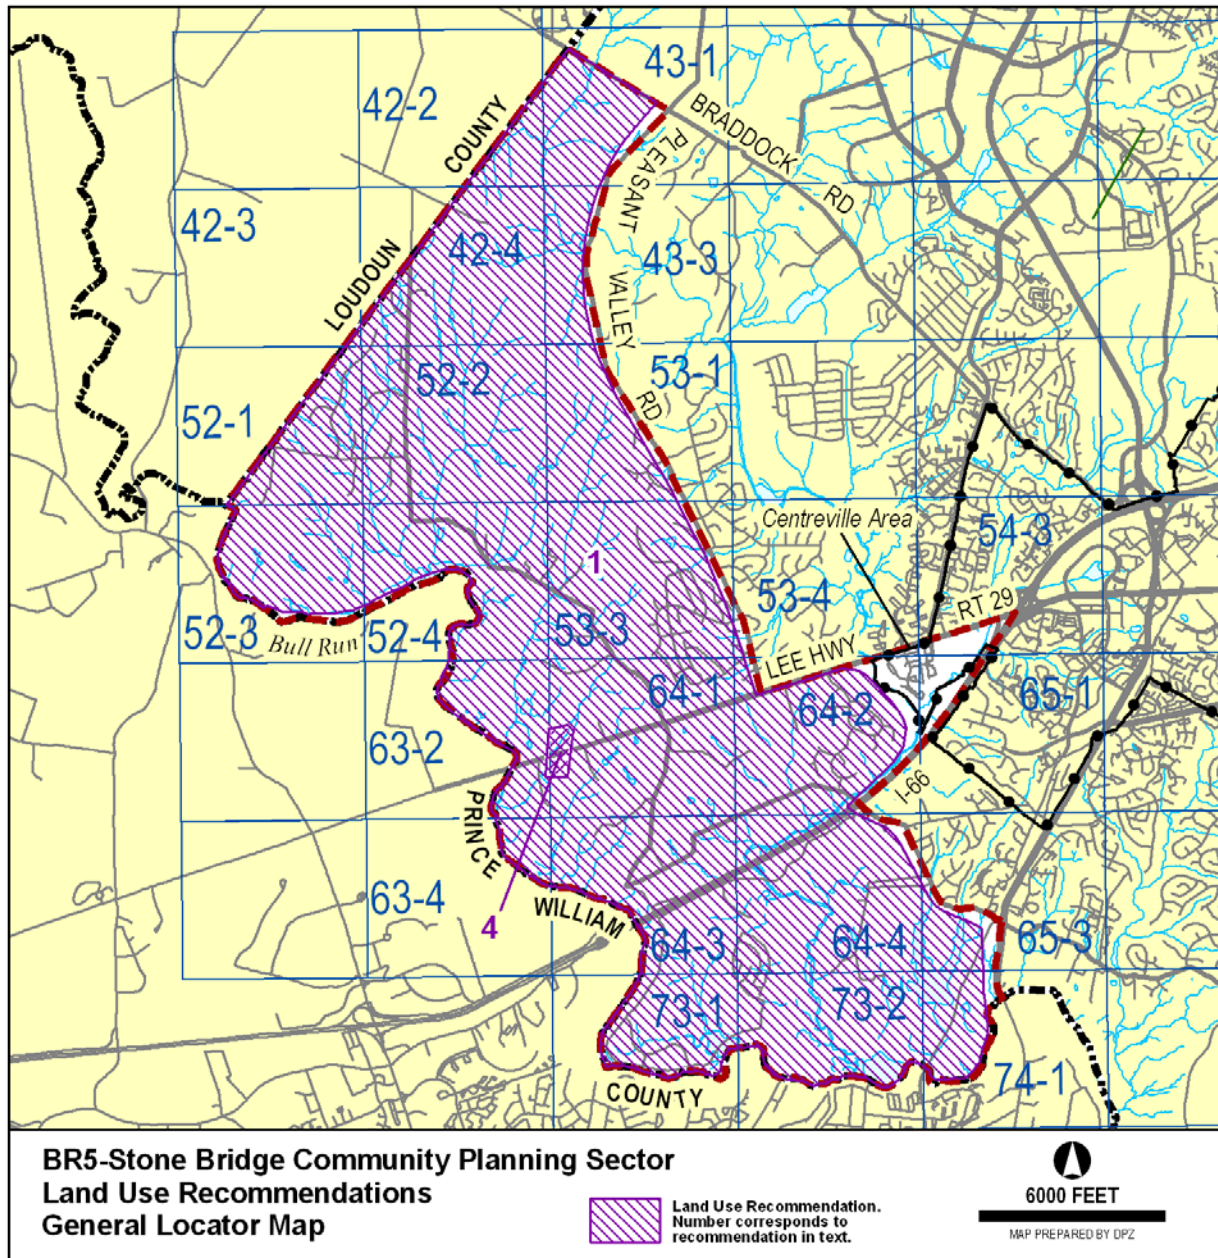 43-1
42-2
BRADDOCK RD
COUNTY
PLEASANT VALLEY RD
42-3
42-4
43-3
LOUDOUN
52-2
53-1
52-1
Centreville Area
54-3
1
53-4
RT 29
52-3
Bull Run
52-4
53-3
LEE HWY
64-1
64-2
65-1
63-2
I-66
PRINCE
63-4
4
WILLIAM
64-3
64-4
65-3
73-1
73-2
74-1
COUNTY
BR5-Stone Bridge Community Planning Sector
Land Use Recommendations
General Locator Map
Land Use Recommendation.
Number corresponds to
recommendation in text.
6000 FEET
MAP PREPARED BY DPZ